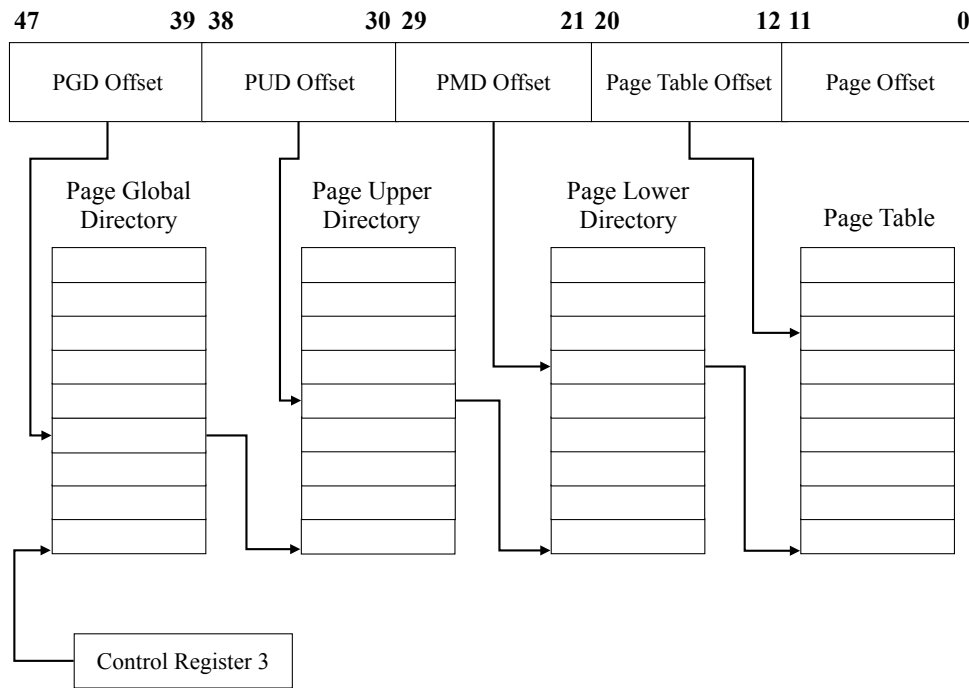 47 39 38 30 29 21 20 12 11 0
PGD Offset PUD Offset PMD Offset Page Table Offset Page Offset
Page Global
Directory
Page Upper
Directory
Page Lower
Directory
Page Table
Control Register 3